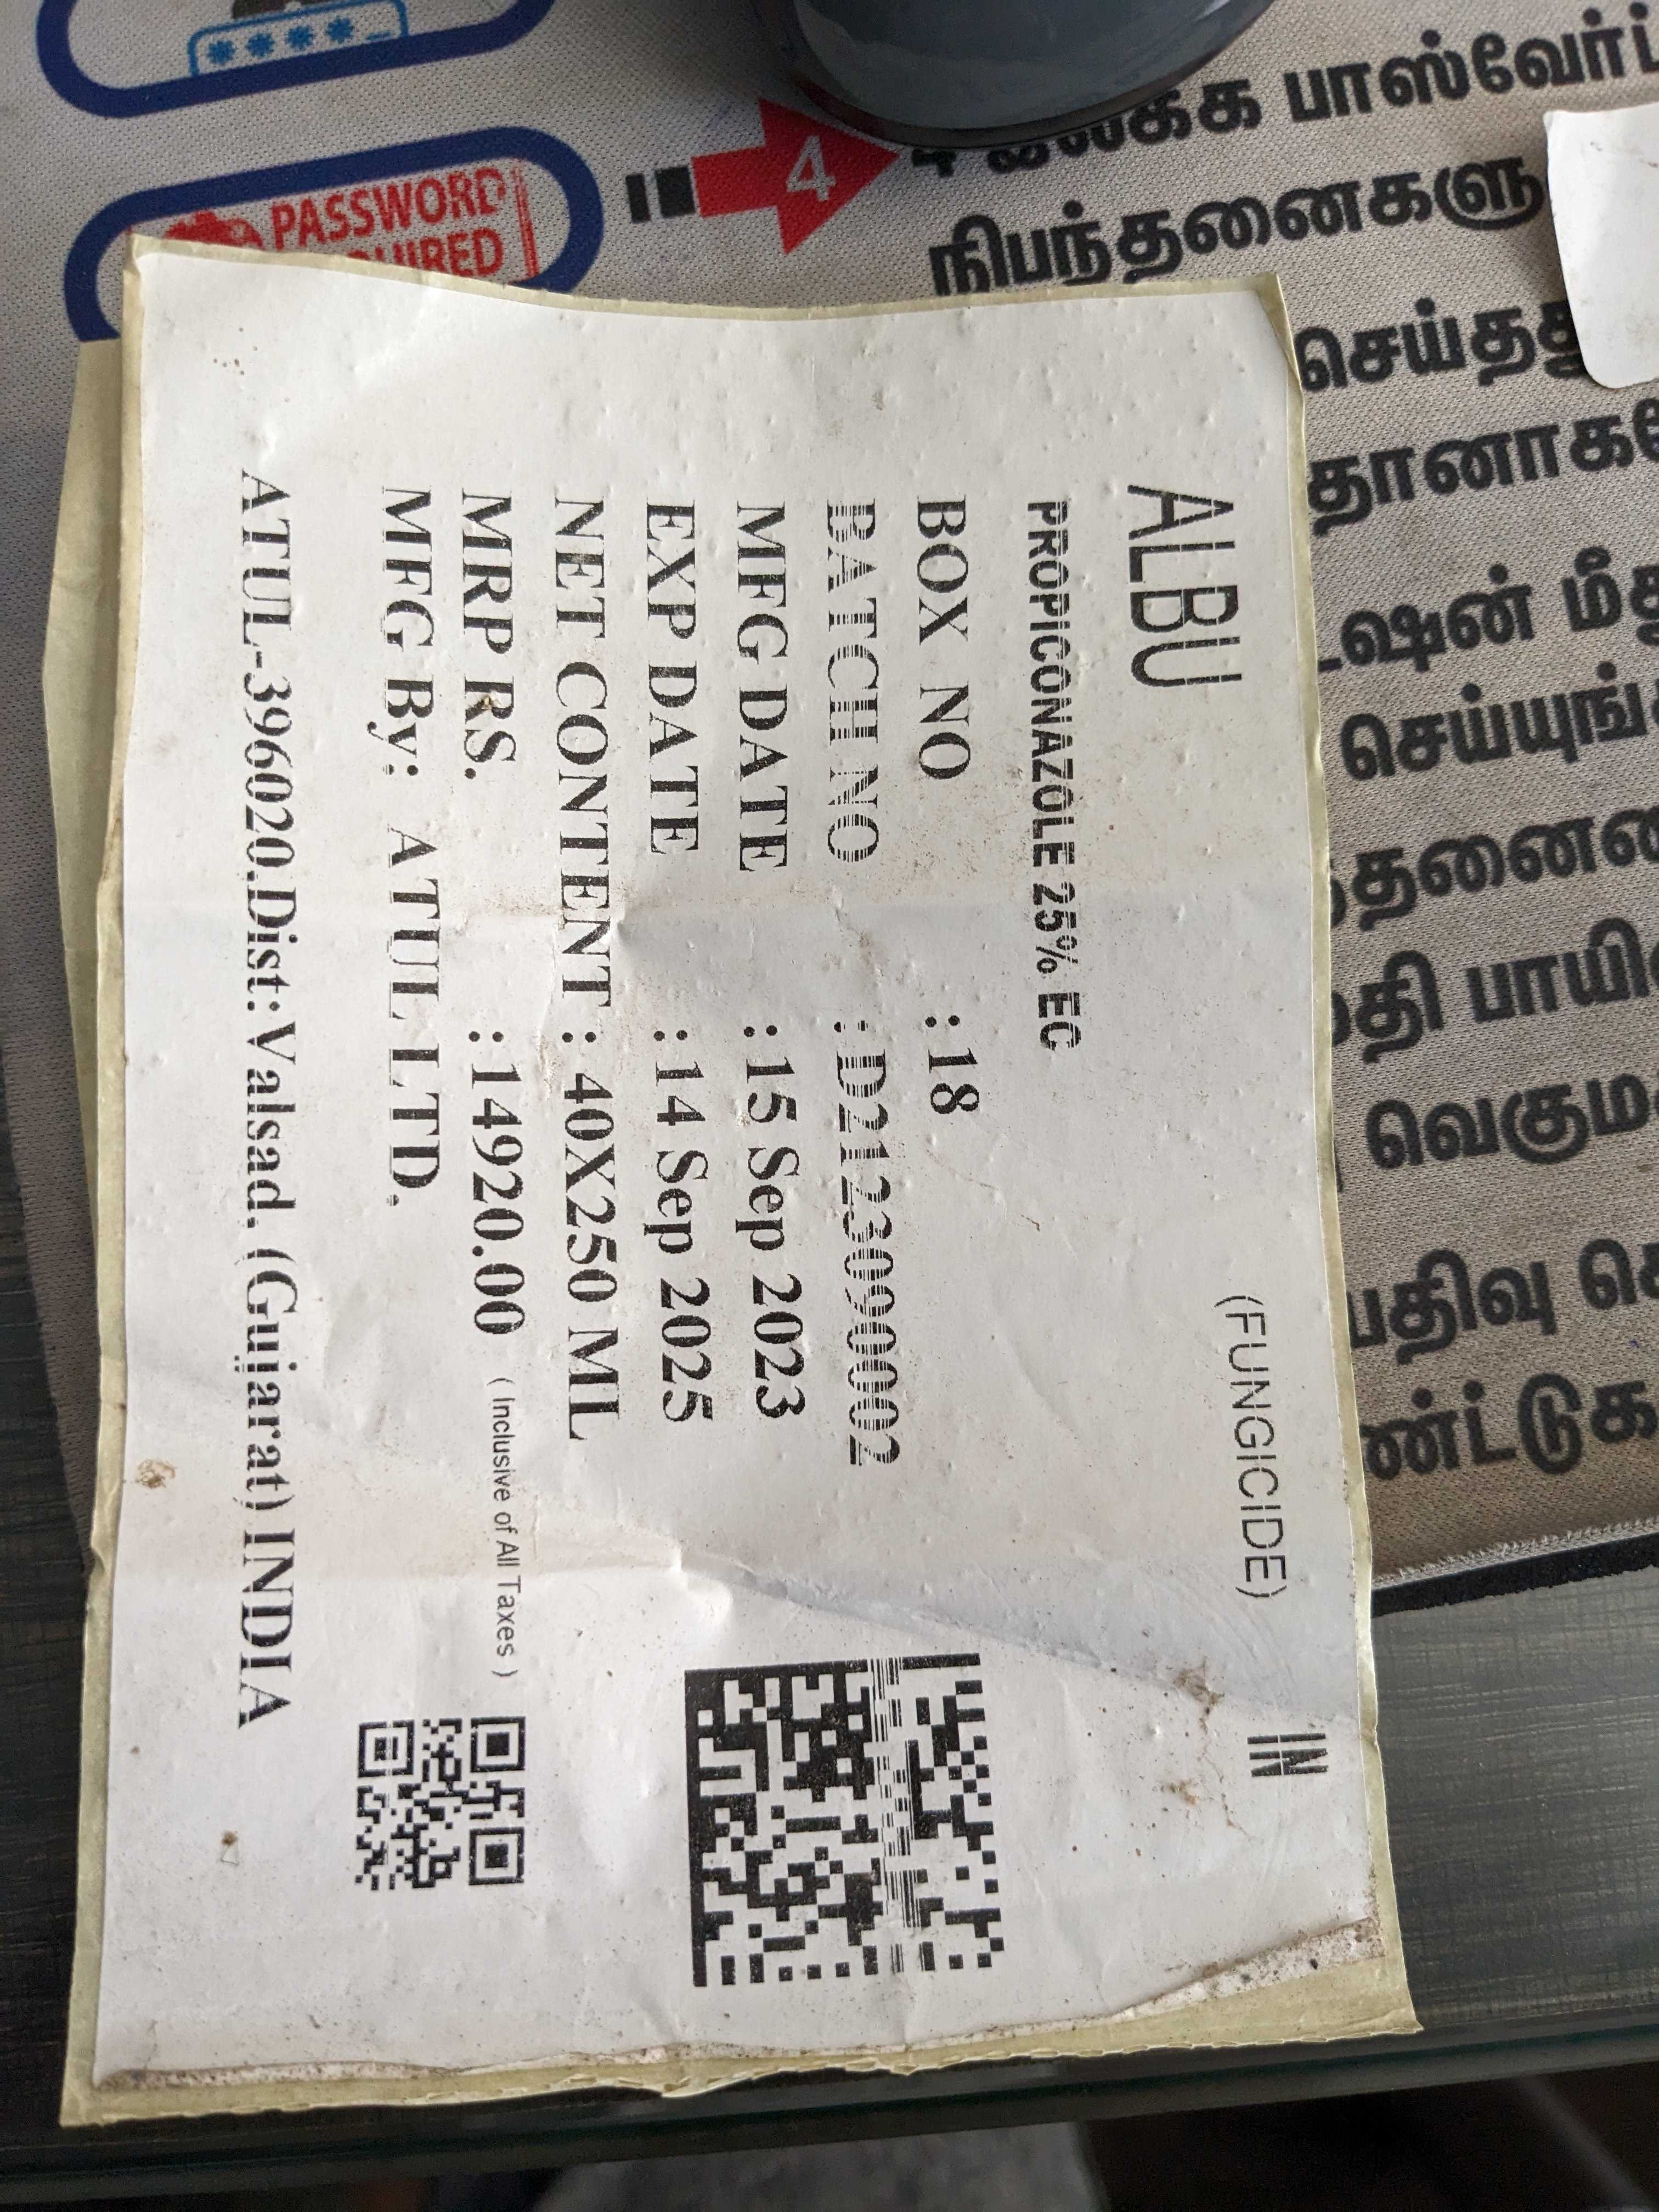 ****_
PASSWORD
4
பாஸ்வேர்ட்
நிபந்தனைகளு
செய்தது
தானாகவே
ஷன் மீது
செய்யுங்
பதிவு
ALBU (FUNGICIDE) IN
PROPICONAZOLE 25% EC
BOX NO :18
BATCH NO :D2123090002
MFG DATE :15 Sep 2023
EXP DATE :14 Sep 2025
NET CONTENT : 40X250 ML
MRP RS. :14920.00 ( Inclusive of All Taxes )
MFG By: ATUL LTD.
ATUL-396020.Dist:Valsad. (Gujarat) INDIA